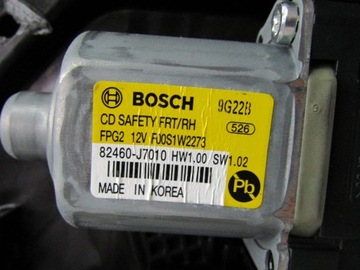 BOSCH 9G22B
CD SAFETY FRT/RH 526
FPG2 12V FJ0S1W2273
82460-J7010 HW1.00 SW1.02
MADE IN KOREA Pb